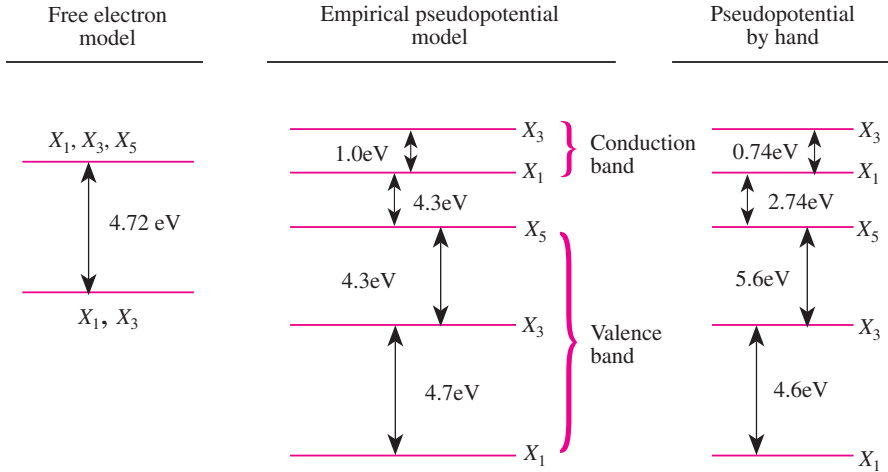 Free electron
model
X₁, X₃, X₅
4.72 eV
X₁, X₃
Empirical pseudopotential
model
X₃
1.0eV
X₁
4.3eV
X₅
4.3eV
X₃
4.7eV
X₁
Conduction
band
Valence
band
Pseudopotential
by hand
X₃
0.74eV
X₁
2.74eV
X₅
5.6eV
X₃
4.6eV
X₁